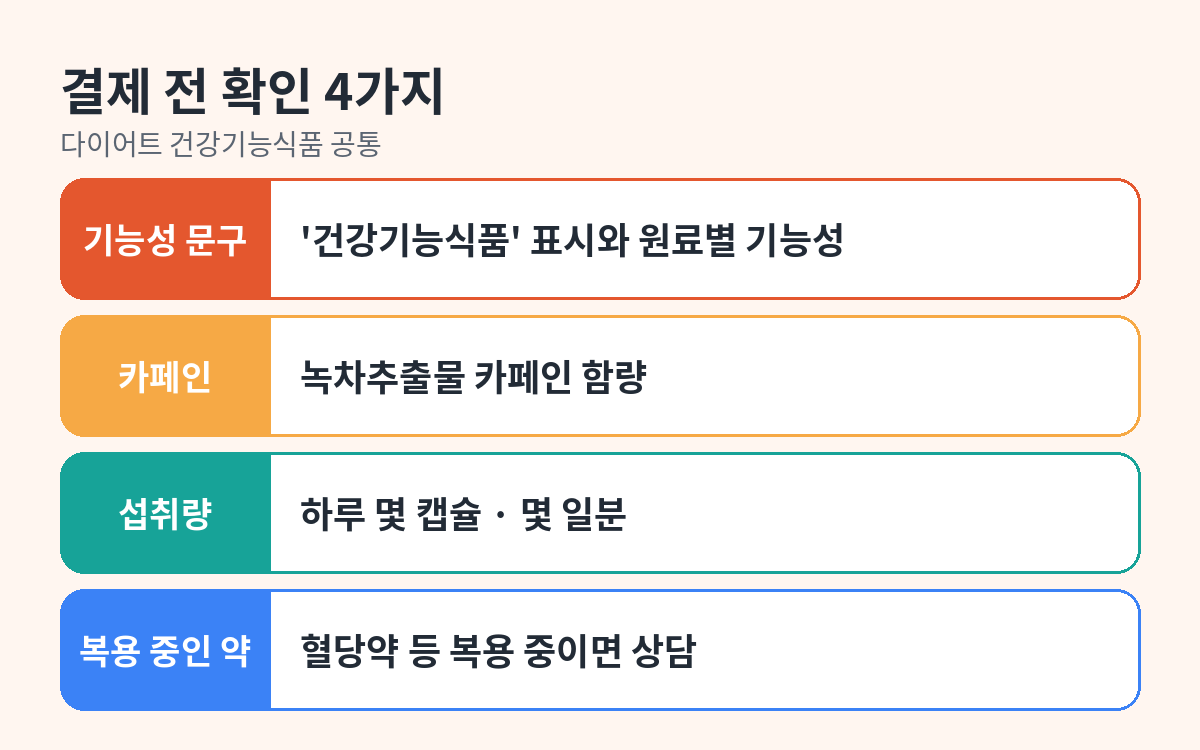 결제 전 확인 4가지
다이어트 건강기능식품 공통
기능성 문구
'건강기능식품' 표시와 원료별 기능성
카페인
녹차추출물 카페인 함량
섭취량
하루 몇 캡슐 · 몇 일분
복용 중인 약
혈당약 등 복용 중이면 상담